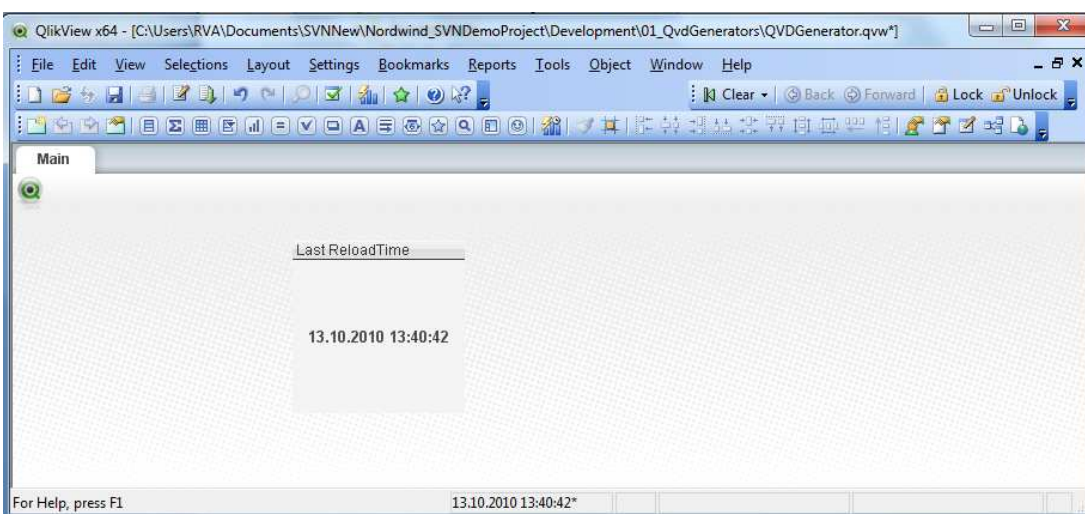 QlikView x64 - [C:\Users\RVA\Documents\SVNNew\Nordwind_SVNDemoProject\Development\01_QvdGenerators\QVDGenerator.qvw*]
File Edit View Selections Layout Settings Bookmarks Reports Tools Object Window Help
Clear Back Forward Lock Unlock
Main
Last ReloadTime
13.10.2010 13:40:42
For Help, press F1 13.10.2010 13:40:42*